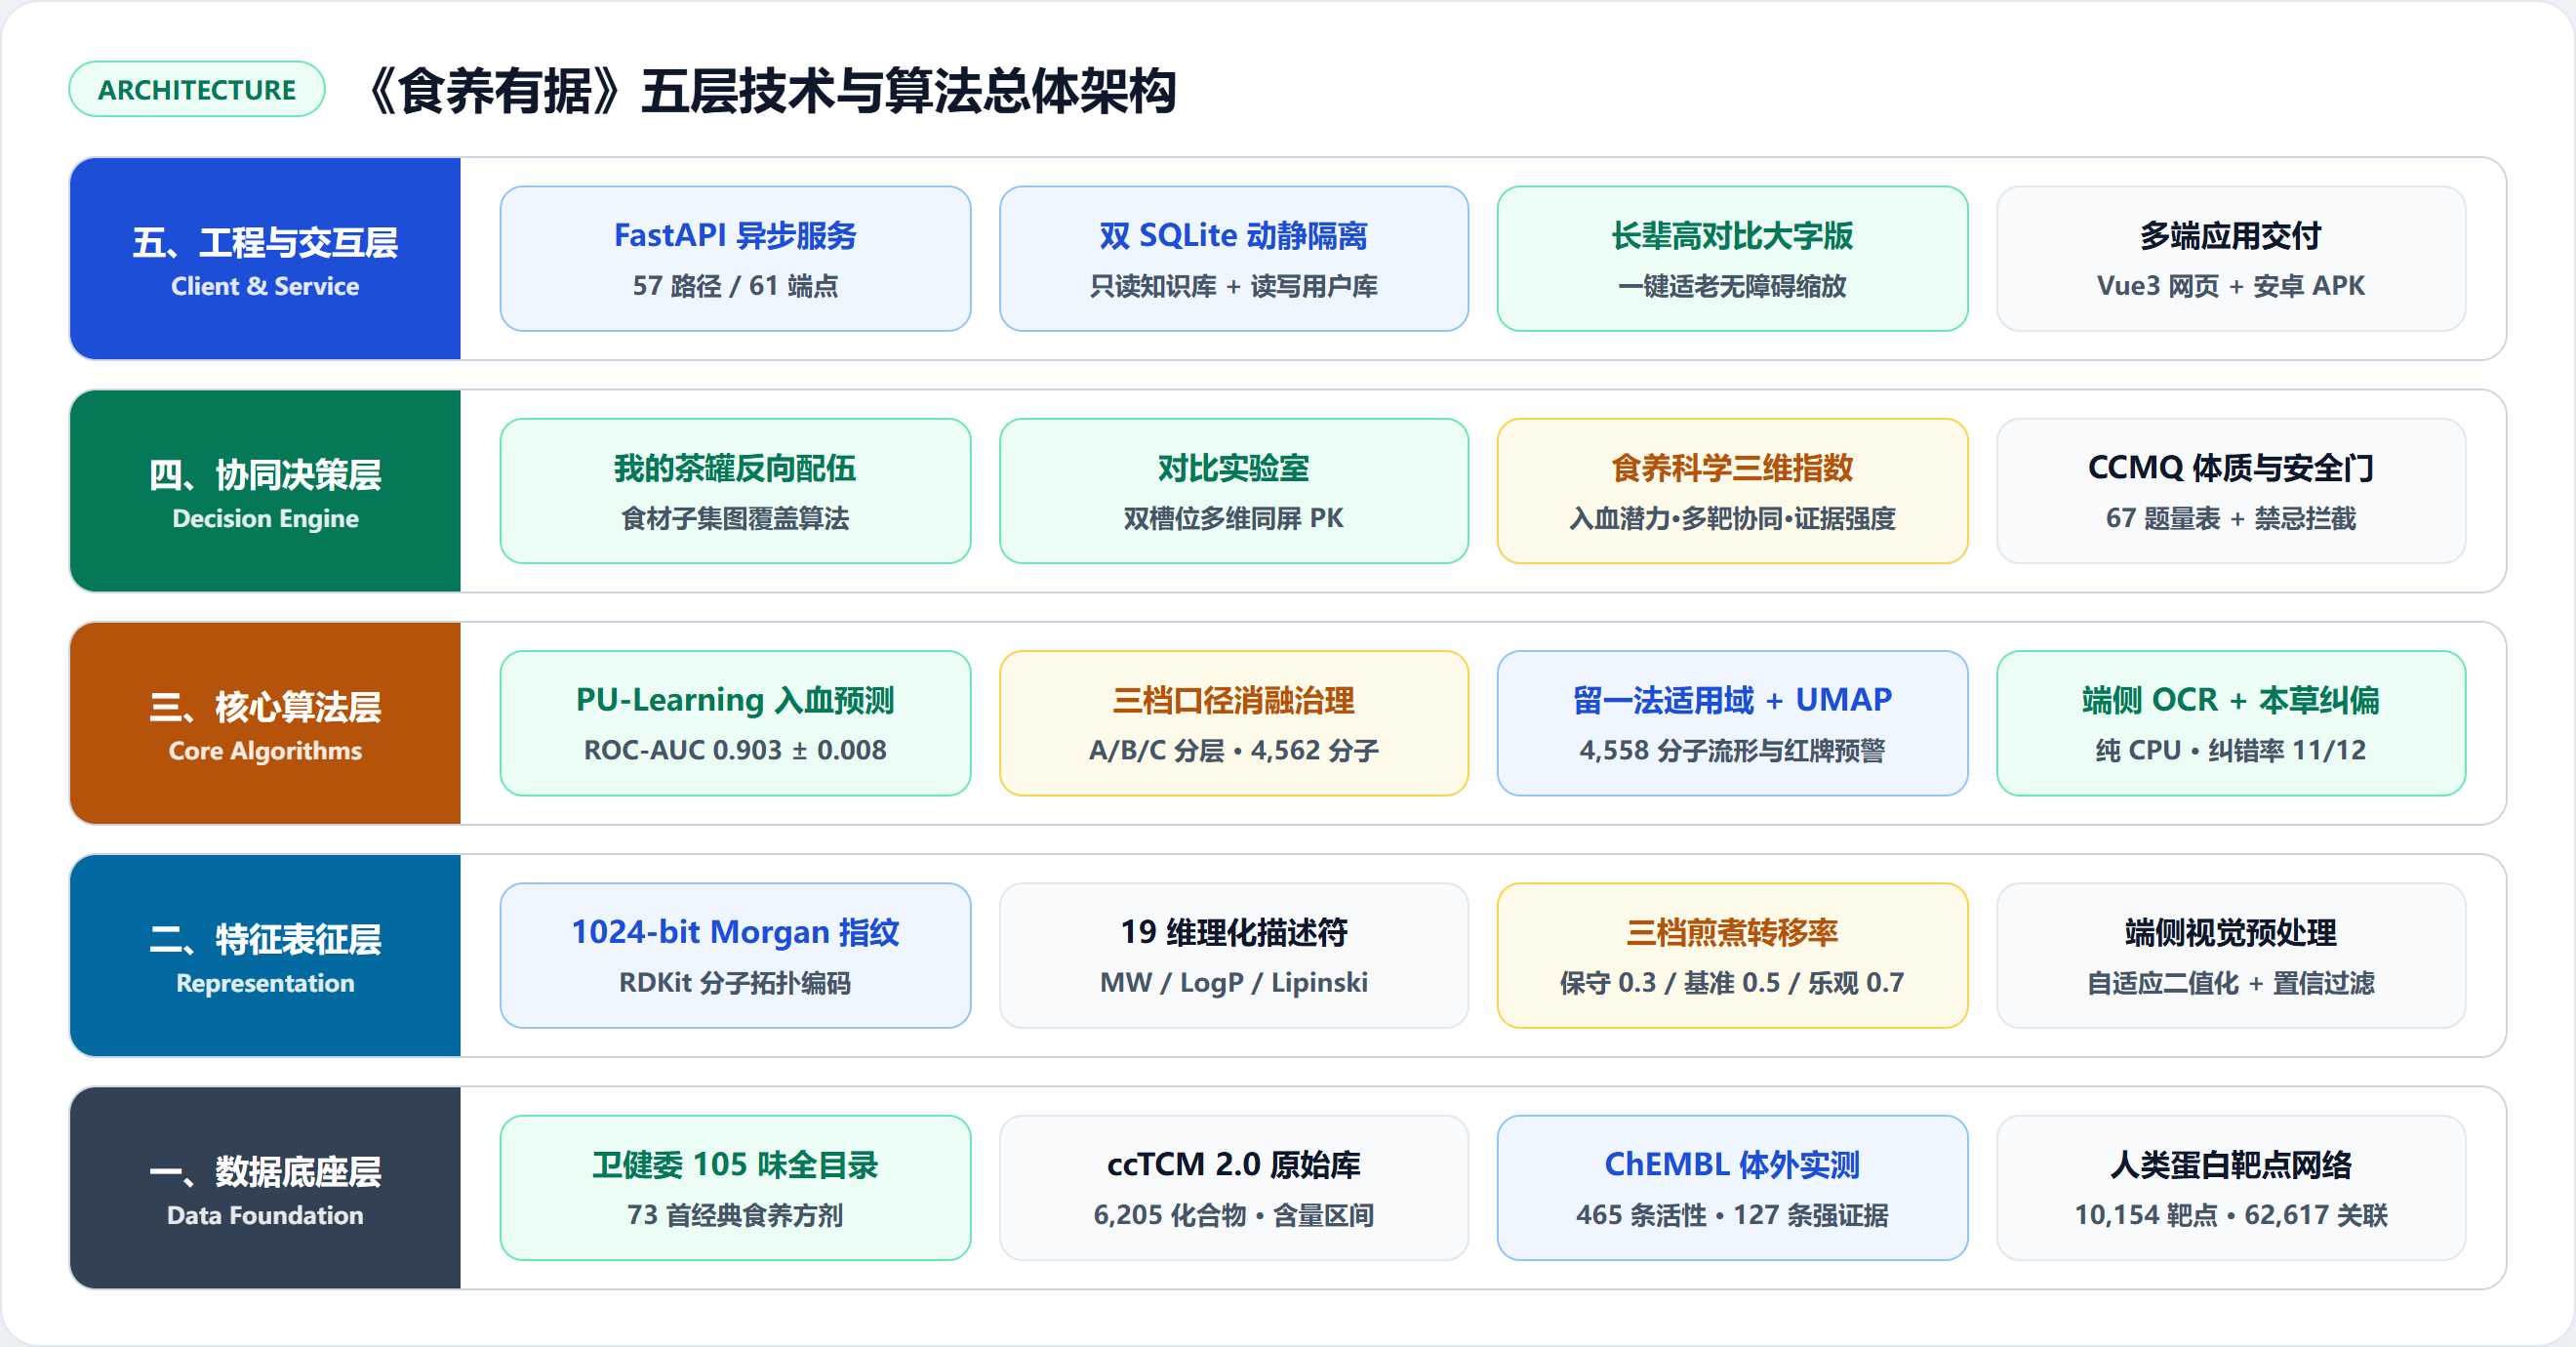 ARCHITECTURE
《食养有据》五层技术与算法总体架构
五、工程与交互层
Client & Service
FastAPI 异步服务
57 路径 / 61 端点
双 SQLite 动静隔离
只读知识库 + 读写用户库
长辈高对比大字版
一键适老无障碍缩放
多端应用交付
Vue3 网页 + 安卓 APK
四、协同决策层
Decision Engine
我的茶罐反向配伍
食材子集图覆盖算法
对比实验室
双槽位多维同屏 PK
食养科学三维指数
入血潜力•多靶协同•证据强度
CCMQ 体质与安全门
67 题量表 + 禁忌拦截
三、核心算法层
Core Algorithms
PU-Learning 入血预测
ROC-AUC 0.903 ± 0.008
三档口径消融治理
A/B/C 分层 • 4,562 分子
留一法适用域 + UMAP
4,558 分子流形与红牌预警
端侧 OCR + 本草纠偏
纯 CPU • 纠错率 11/12
二、特征表征层
Representation
1024-bit Morgan 指纹
RDKit 分子拓扑编码
19 维理化描述符
MW / LogP / Lipinski
三档煎煮转移率
保守 0.3 / 基准 0.5 / 乐观 0.7
端侧视觉预处理
自适应二值化 + 置信过滤
一、数据底座层
Data Foundation
卫健委 105 味全目录
73 首经典食养方剂
ccTCM 2.0 原始库
6,205 化合物 • 含量区间
ChEMBL 体外实测
465 条活性 • 127 条强证据
人类蛋白靶点网络
10,154 靶点 • 62,617 关联